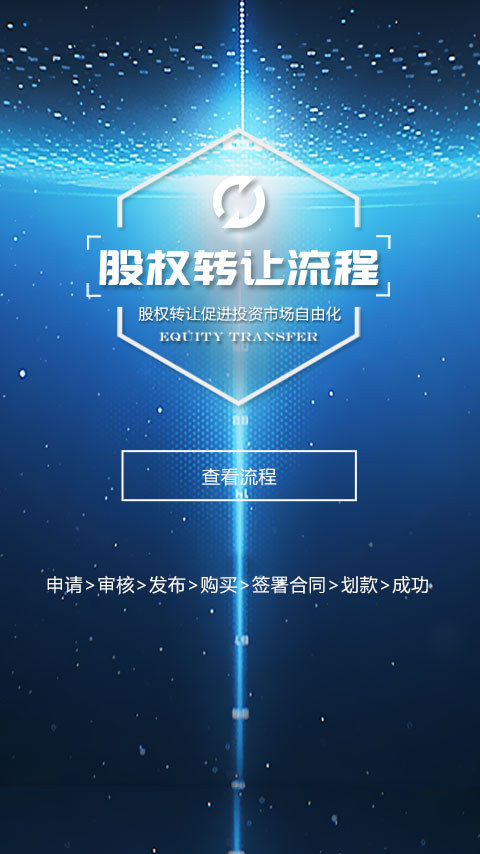 股权转让流程
股权转让促进投资市场自由化
EQUITY TRANSFER
查看流程
申请>审核>发布>购买>签署合同>划款>成功